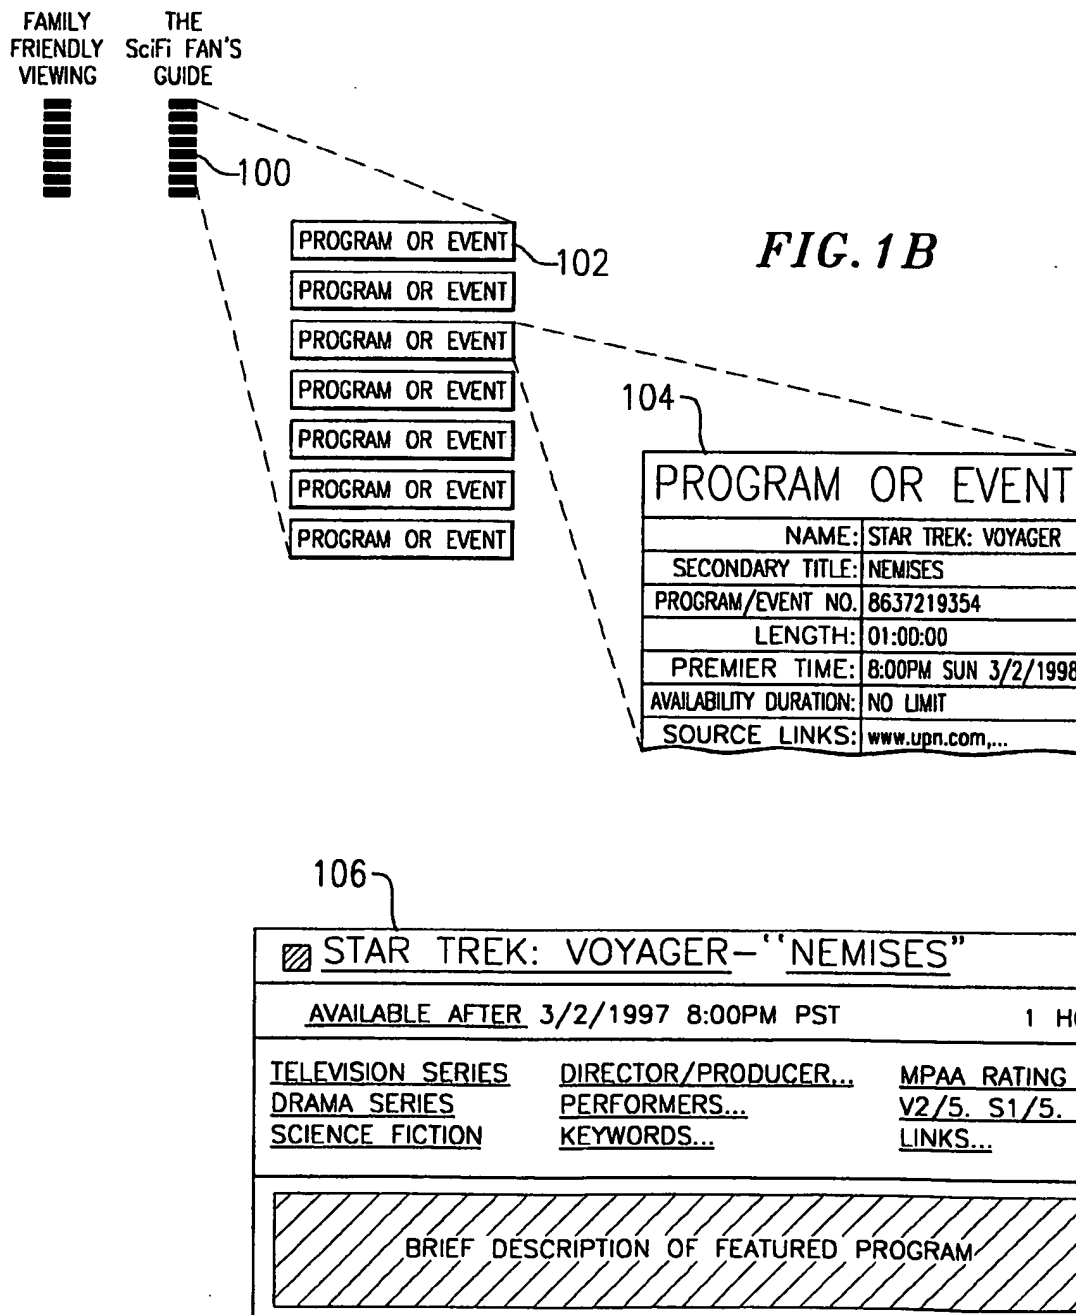 FAMILY FRIENDLY VIEWING
THE SciFi FAN'S GUIDE
100
PROGRAM OR EVENT
102
PROGRAM OR EVENT
PROGRAM OR EVENT
PROGRAM OR EVENT
PROGRAM OR EVENT
PROGRAM OR EVENT
PROGRAM OR EVENT
FIG. 1B
104
PROGRAM OR EVENT
NAME: STAR TREK: VOYAGER
SECONDARY TITLE: NEMISES
PROGRAM/EVENT NO. 8637219354
LENGTH: 01:00:00
PREMIER TIME: 8:00PM SUN 3/2/1998
AVAILABILITY DURATION: NO LIMIT
SOURCE LINKS: www.upn.com,...
106
STAR TREK: VOYAGER-‘‘NEMISES”
AVAILABLE AFTER 3/2/1997 8:00PM PST 1
TELEVISION SERIES DIRECTOR/PRODUCER... MPAA RATING
DRAMA SERIES PERFORMERS... V2/5. S1/5.
SCIENCE FICTION KEYWORDS... LINKS...
BRIEF DESCRIPTION OF FEATURED PROGRAM